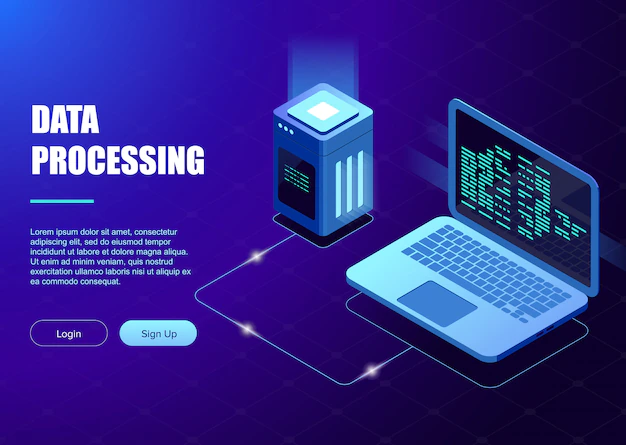 DATA
PROCESSING
Lorem ipsum dolor sit amet,
consectetur adipiscing elit,
sed do eiusmod tempor
incididunt ut labore et dolore
magna aliqua. Ut enim ad
minim veniam, quis nostrud
exercitation ullamco laboris
nisi ut aliquip ex
ea commodo consequat.
Login
Sign Up